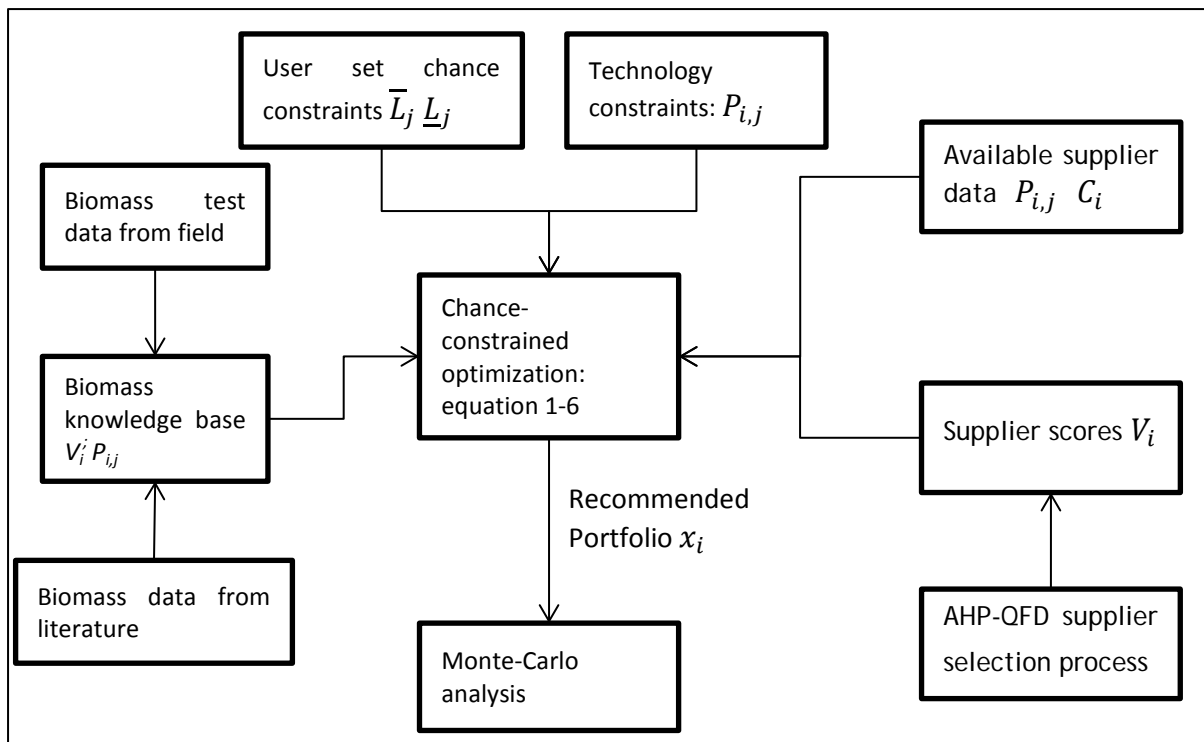 User set chance
constraints L̅j L̲j
Technology
constraints: Pi,j
Available supplier
data Pi,j Ci
Biomass test
data from field
Chance-
constrained
optimization:
equation 1-6
Biomass
knowledge base
Vij Pi,j
Supplier scores Vi
Recommended
Portfolio xi
Biomass data from
literature
AHP-QFD supplier
selection process
Monte-Carlo
analysis